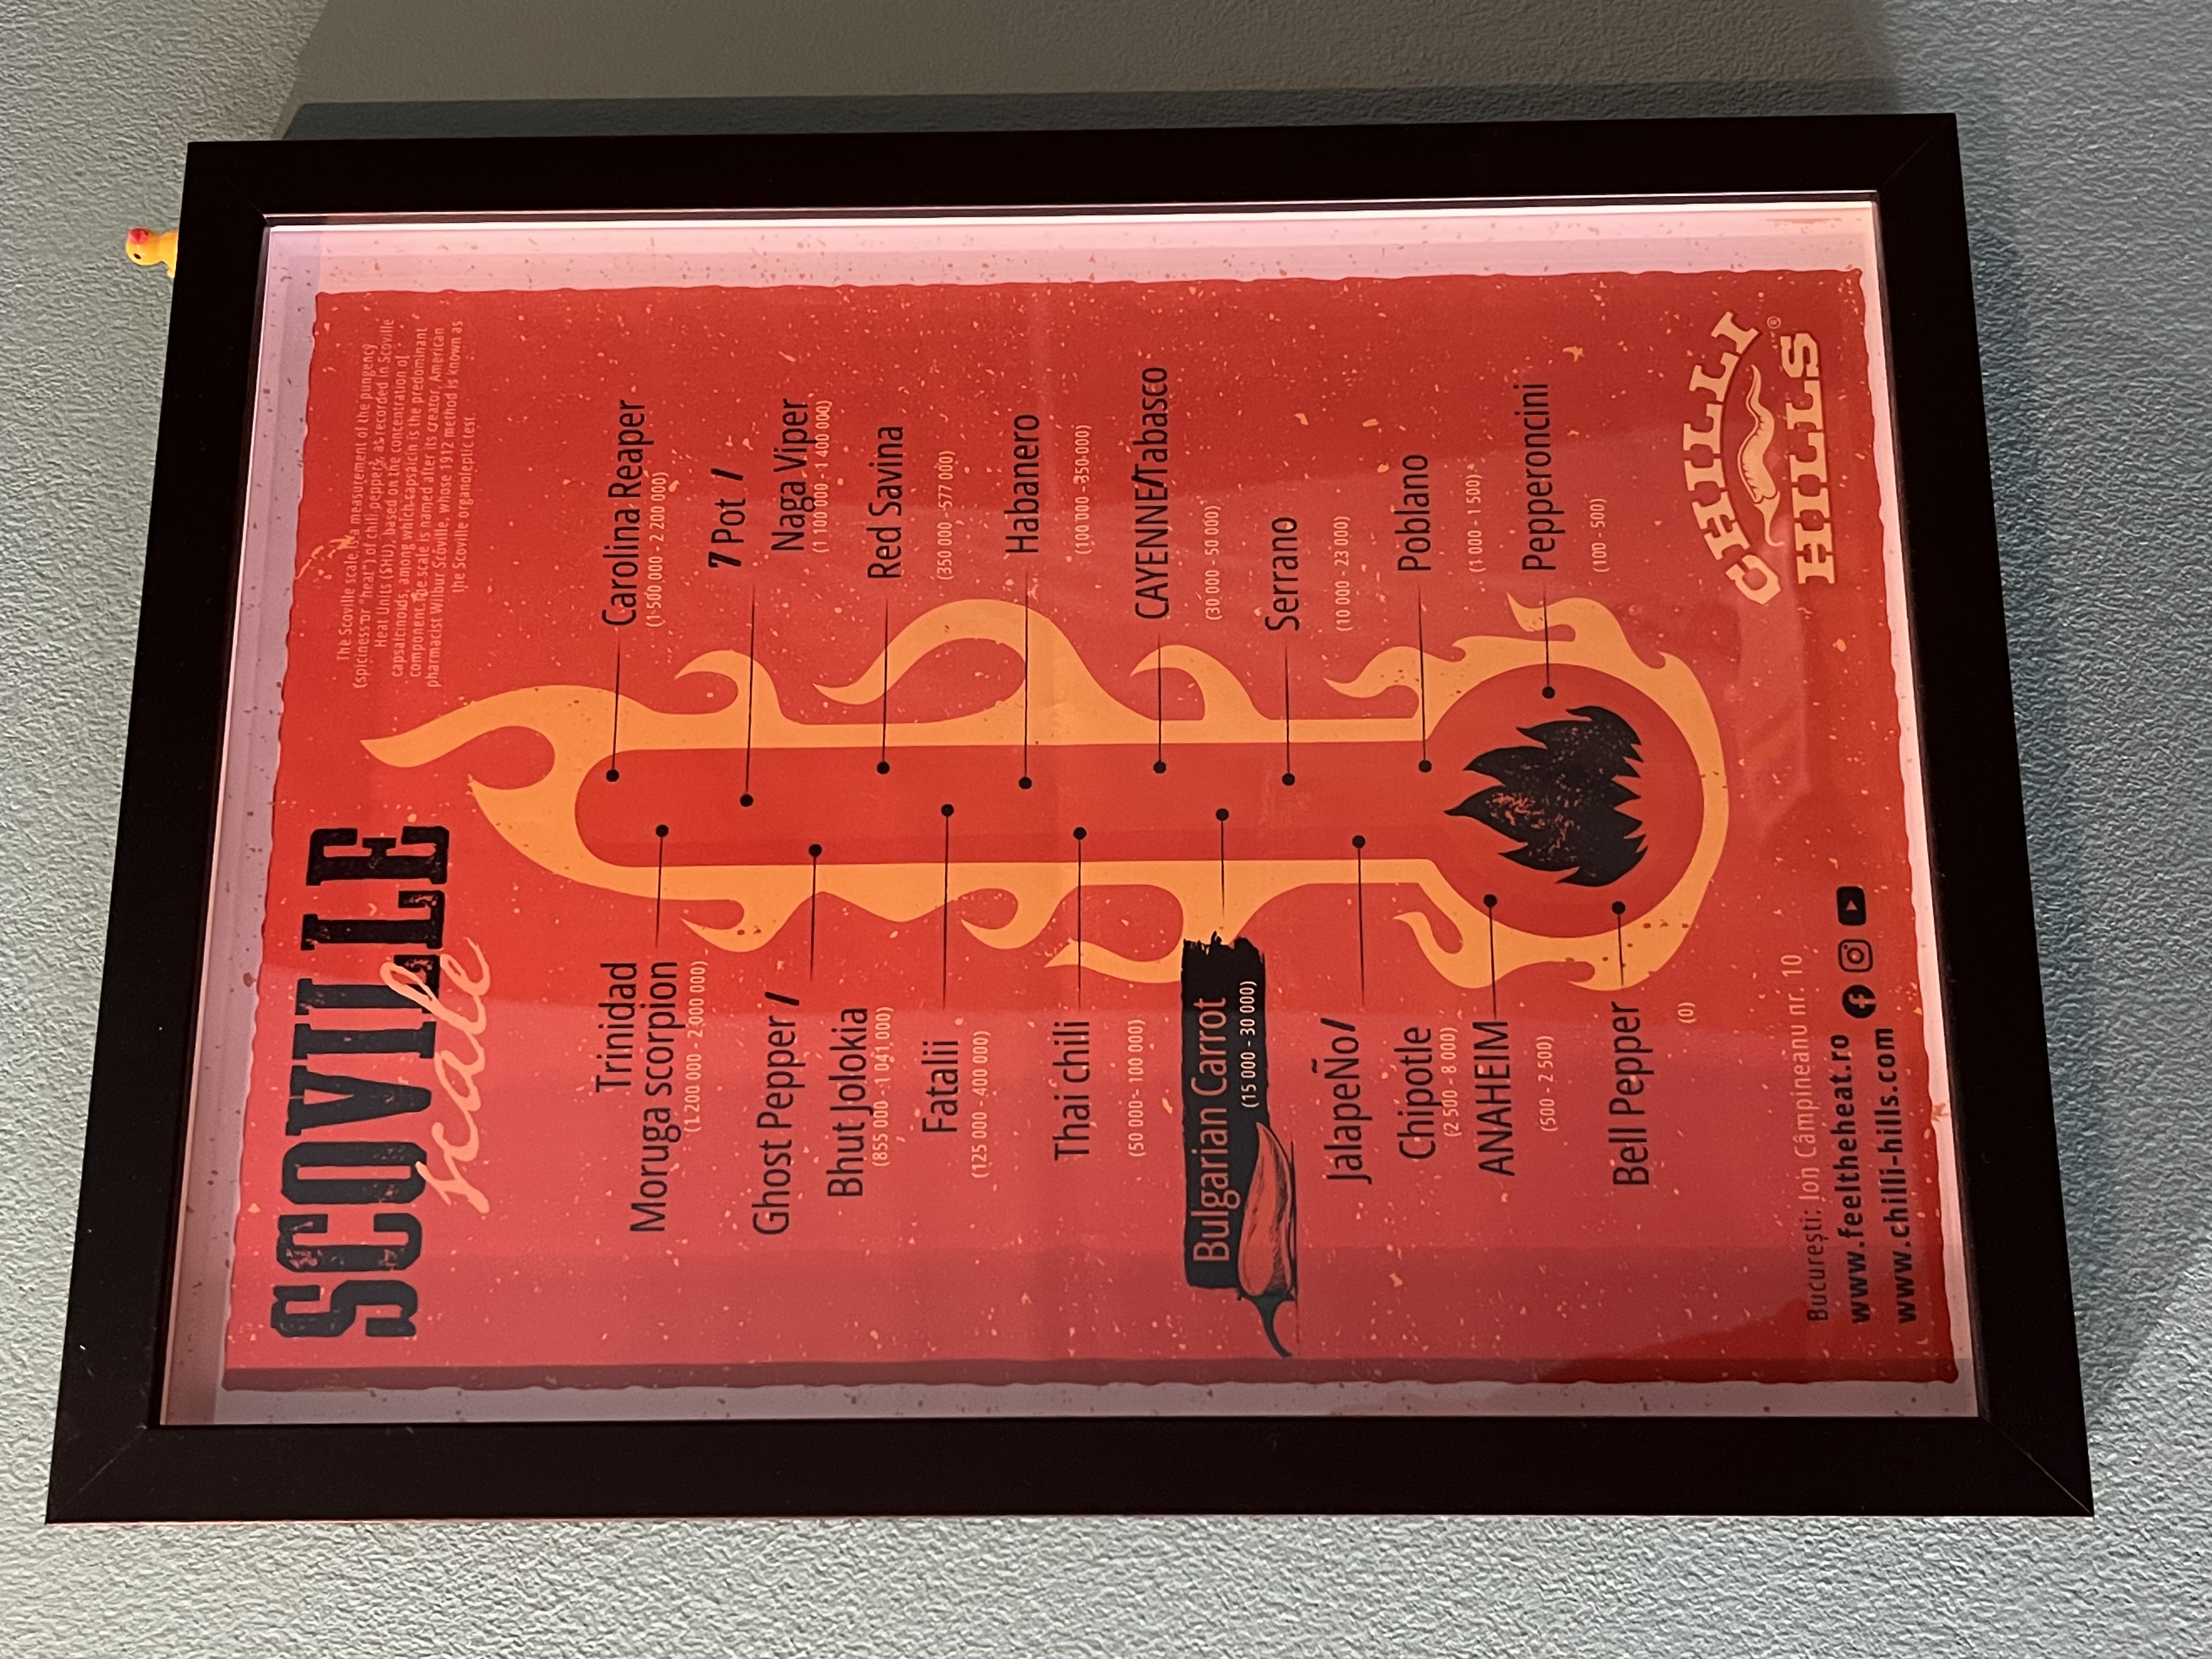 SCOVILLE
scale
The Scoville scale is a measurement of the pungency
(spiciness or "heat") of chili peppers, as recorded in Scoville
Heat Units (SHU), based on the concentration of
capsaicinoids, among which capsaicin is the predominant
component. The scale is named after its creator, American
pharmacist Wilbur Scoville, whose 1912 method is known as
the Scoville organoleptic test.
Carolina Reaper
(1 500 000 - 2 200 000)
Trinidad
Moruga scorpion
(1 200 000 - 2 000 000)
7 Pot /
Naga Viper
(1 100 000 - 1 400 000)
Ghost Pepper /
Bhut Jolokia
(855 000 - 1 041 000)
Red Savina
(350 000 - 577 000)
Fatalii
(125 000 - 400 000)
Habanero
(100 000 - 350 000)
Thai chili
(50 000 - 100 000)
CAYENNE/Tabasco
(30 000 - 50 000)
Bulgarian Carrot
(15 000 - 30 000)
Serrano
(10 000 - 23 000)
JalapeÑo/
Chipotle
(2 500 - 8 000)
Poblano
(1 000 - 1 500)
ANAHEIM
(500 - 2 500)
Pepperoncini
(100 - 500)
Bell Pepper
(0)
București: Ion Câmpineanu nr. 10
www.feeltheheat.ro
www.chilli-hills.com
CHILLI
HILLS®